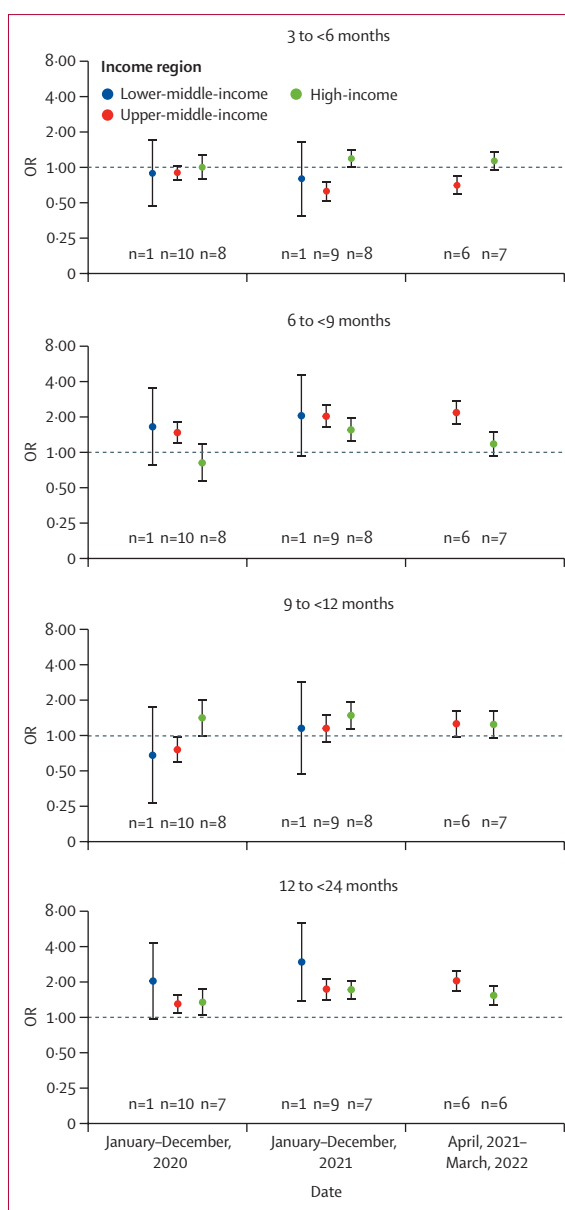 3 to <6 months
Income region
Lower-middle-income High-income
Upper-middle-income
8·00
4·00
2·00
1·00
0·50
0·25
0
OR
n=1 n=10 n=8 n=1 n=9 n=8 n=6 n=7
6 to <9 months
8·00
4·00
2·00
1·00
0·50
0·25
0
OR
n=1 n=10 n=8 n=1 n=9 n=8 n=6 n=7
9 to <12 months
8·00
4·00
2·00
1·00
0·50
0·25
0
OR
n=1 n=10 n=8 n=1 n=9 n=8 n=6 n=7
12 to <24 months
8·00
4·00
2·00
1·00
0·50
0·25
0
OR
n=1 n=10 n=7 n=1 n=9 n=7 n=6 n=6
January–December,
2020
January–December,
2021
April, 2021–
March, 2022
Date